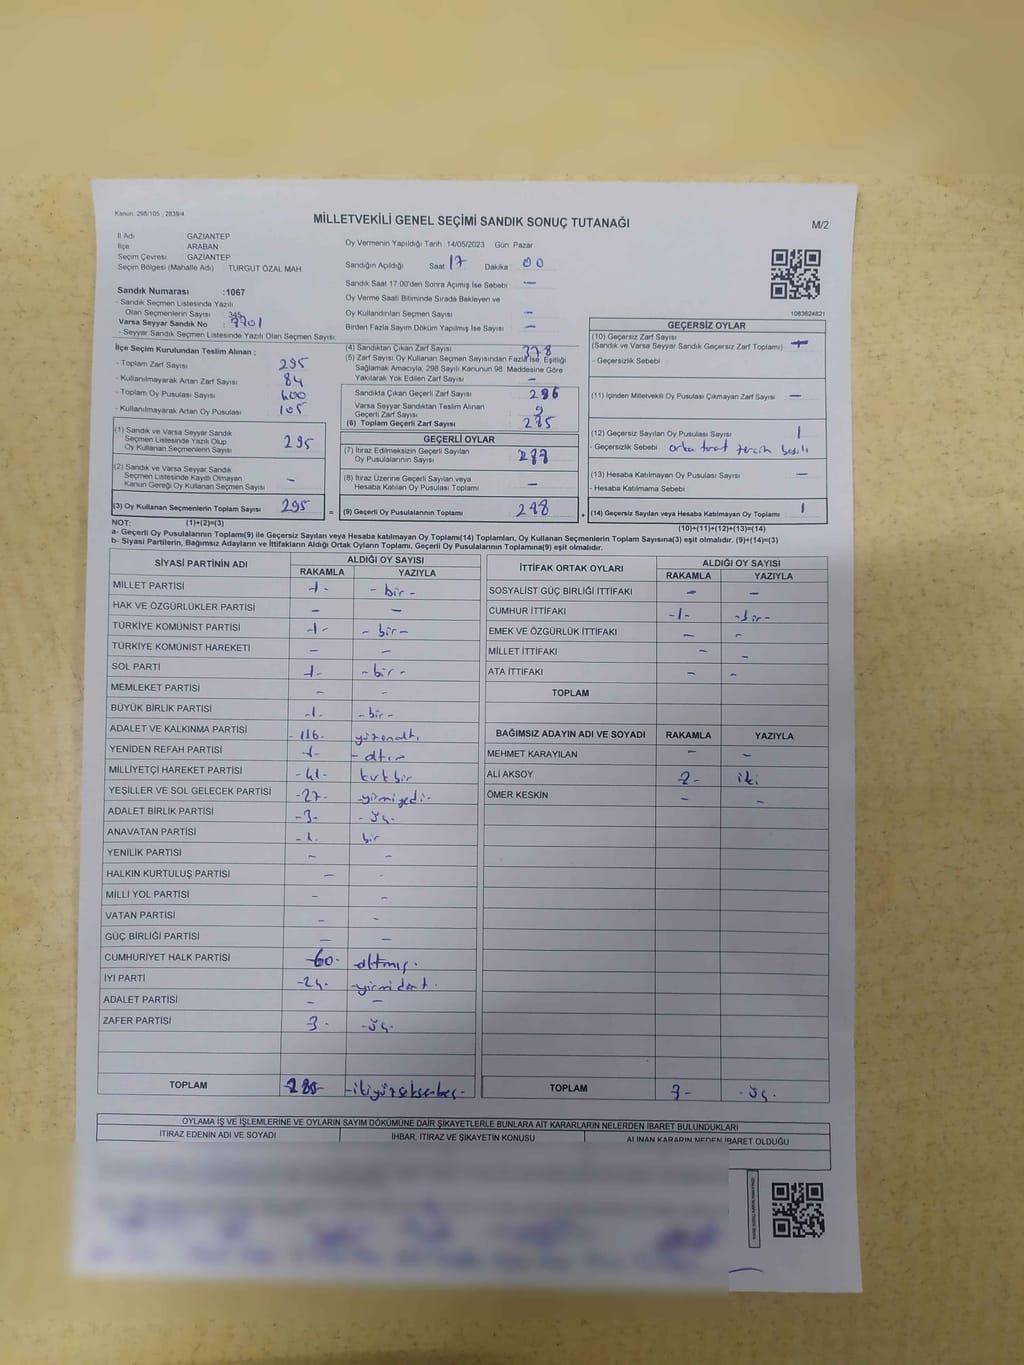 Kanun: 298/105 , 2839/4
MİLLETVEKİLİ GENEL SEÇİMİ SANDIK SONUÇ TUTANAĞI
M/2
İl Adı GAZİANTEP
İlçe ARABAN
Seçim Çevresi GAZİANTEP
Seçim Bölgesi (Mahalle Adı) TURGUT ÖZAL MAH
Oy Vermenin Yapıldığı Tarih :14/05/2023 Gün: Pazar
Sandığın Açıldığı Saat 17 Dakika 00
Sandık Saat 17:00'den Sonra Açılmış İse Sebebi —
Oy Verme Saati Bitiminde Sırada Bekleyen ve
Oy Kullandırılan Seçmen Sayısı —
Birden Fazla Sayım Döküm Yapılmış İse Sayısı —
1083624821
Sandık Numarası :1067
- Sandık Seçmen Listesinde Yazılı
Olan Seçmenlerin Sayısı : 345
Varsa Seyyar Sandık No :
- Seyyar Sandık Seçmen Listesinde Yazılı Olan Seçmen Sayısı:
İlçe Seçim Kurulundan Teslim Alınan ;
- Toplam Zarf Sayısı 295
- Kullanılmayarak Artan Zarf Sayısı 84
- Toplam Oy Pusulası Sayısı 400
- Kullanılmayarak Artan Oy Pusulası 105
(1) Sandık ve Varsa Seyyar Sandık
Seçmen Listesinde Yazılı Olup
Oy Kullanan Seçmenlerin Sayısı 295
(2) Sandık ve Varsa Seyyar Sandık
Seçmen Listesinde Kayıtlı Olmayan
Kanun Gereği Oy Kullanan Seçmen Sayısı —
(3) Oy Kullanan Seçmenlerin Toplam Sayısı 295 =
(1)+(2)=(3)
(4) Sandıktan Çıkan Zarf Sayısı 378
(5) Zarf Sayısı Oy Kullanan Seçmen Sayısından Fazla İse, Eşitliği
Sağlamak Amacıyla; 298 Sayılı Kanunun 98. Maddesine Göre
Yakılarak Yok Edilen Zarf Sayısı —
Sandıkta Çıkan Geçerli Zarf Sayısı 286
Varsa Seyyar Sandıktan Teslim Alınan
Geçerli Zarf Sayısı 9
(6) Toplam Geçerli Zarf Sayısı 295
GEÇERLİ OYLAR
(7) İtiraz Edilmeksizin Geçerli Sayılan
Oy Pusulalarının Sayısı
(8) İtiraz Üzerine Geçerli Sayılan veya
Hesaba Katılan Oy Pusulası Toplamı —
(9) Geçerli Oy Pusulalarının Toplamı 288 +
GEÇERSİZ OYLAR
(10) Geçersiz Zarf Sayısı
(Sandık ve Varsa Seyyar Sandık Geçersiz Zarf Toplamı)
- Geçersizlik Sebebi
(11) İçinden Milletvekili Oy Pusulası Çıkmayan Zarf Sayısı —
(12) Geçersiz Sayılan Oy Pusulası Sayısı 1
- Geçersizlik Sebebi
(13) Hesaba Katılmayan Oy Pusulası Sayısı —
- Hesaba Katılmama Sebebi
(14) Geçersiz Sayılan veya Hesaba Katılmayan Oy Toplamı 1
(10)+(11)+(12)+(13)=(14)
NOT:
a- Geçerli Oy Pusulalarının Toplamı(9) ile Geçersiz Sayılan veya Hesaba katılmayan Oy Toplamı(14) Toplamları, Oy Kullanan Seçmenlerin Toplam Sayısına(3) eşit olmalıdır. (9)+(14)=(3)
b- Siyasi Partilerin, Bağımsız Adayların ve İttifakların Aldığı Ortak Oyların Toplamı, Geçerli Oy Pusulalarının Toplamına(9) eşit olmalıdır.
SİYASİ PARTİNİN ADI ALDIĞI OY SAYISI
RAKAMLA YAZIYLA
MİLLET PARTİSİ -1- -bir-
HAK VE ÖZGÜRLÜKLER PARTİSİ — —
TÜRKİYE KOMÜNİST PARTİSİ -1- -bir-
TÜRKİYE KOMÜNİST HAREKETİ — —
SOL PARTİ -1- -bir-
MEMLEKET PARTİSİ — —
BÜYÜK BİRLİK PARTİSİ -1- -bir-
ADALET VE KALKINMA PARTİSİ -116- yüzonaltı
YENİDEN REFAH PARTİSİ
MİLLİYETÇİ HAREKET PARTİSİ -41- kırkbir
YEŞİLLER VE SOL GELECEK PARTİSİ -27- -yirmiyedi-
ADALET BİRLİK PARTİSİ -3- -üç-
ANAVATAN PARTİSİ -1- bir
YENİLİK PARTİSİ — —
HALKIN KURTULUŞ PARTİSİ —
MİLLİ YOL PARTİSİ — —
VATAN PARTİSİ — —
GÜÇ BİRLİĞİ PARTİSİ — —
CUMHURİYET HALK PARTİSİ -60- altmış-
İYİ PARTİ -24- -yirmidört-
ADALET PARTİSİ — —
ZAFER PARTİSİ 3- -üç-
TOPLAM 285- -ikiyüzseksenbeş-
İTTİFAK ORTAK OYLARI ALDIĞI OY SAYISI
RAKAMLA YAZIYLA
SOSYALİST GÜÇ BİRLİĞİ İTTİFAKI — —
CUMHUR İTTİFAKI -1- -bir-
EMEK VE ÖZGÜRLÜK İTTİFAKI — —
MİLLET İTTİFAKI — —
ATA İTTİFAKI — —
TOPLAM
BAĞIMSIZ ADAYIN ADI VE SOYADI RAKAMLA YAZIYLA
MEHMET KARAYILAN — —
ALİ AKSOY -2- iki
ÖMER KESKİN — —
TOPLAM 3- -üç-
OYLAMA İŞ VE İŞLEMLERİNE VE OYLARIN SAYIM DÖKÜMÜNE DAİR ŞİKAYETLERLE BUNLARA AİT KARARLARIN NELERDEN İBARET BULUNDUKLARI
İTİRAZ EDENİN ADI VE SOYADI İHBAR, İTİRAZ VE ŞİKAYETİN KONUSU ALINAN KARARIN NEDEN İBARET OLDUĞU